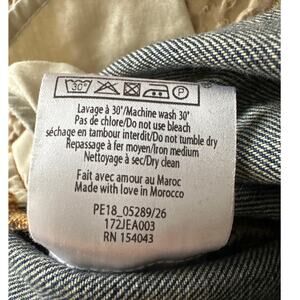 30°
P
Lavage à 30°/Machine wash 30°
Pas de chlore/Do not use bleach
séchage en tambour interdit/Do not tumble dry
Repassage à fer moyen/Iron medium
Nettoyage à sec/Dry clean
Fait avec amour au Maroc
Made with love in Morocco
PE18_05289/26
172JEA003
RN 154043